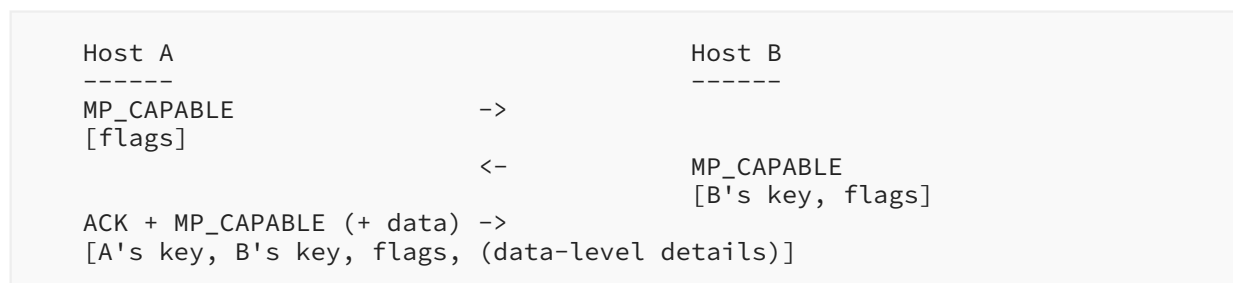 Host A                                  Host B
------                                  ------
MP_CAPABLE                ->
[flags]
                          <-            MP_CAPABLE
                                        [B's key, flags]
ACK + MP_CAPABLE (+ data) ->
[A's key, B's key, flags, (data-level details)]